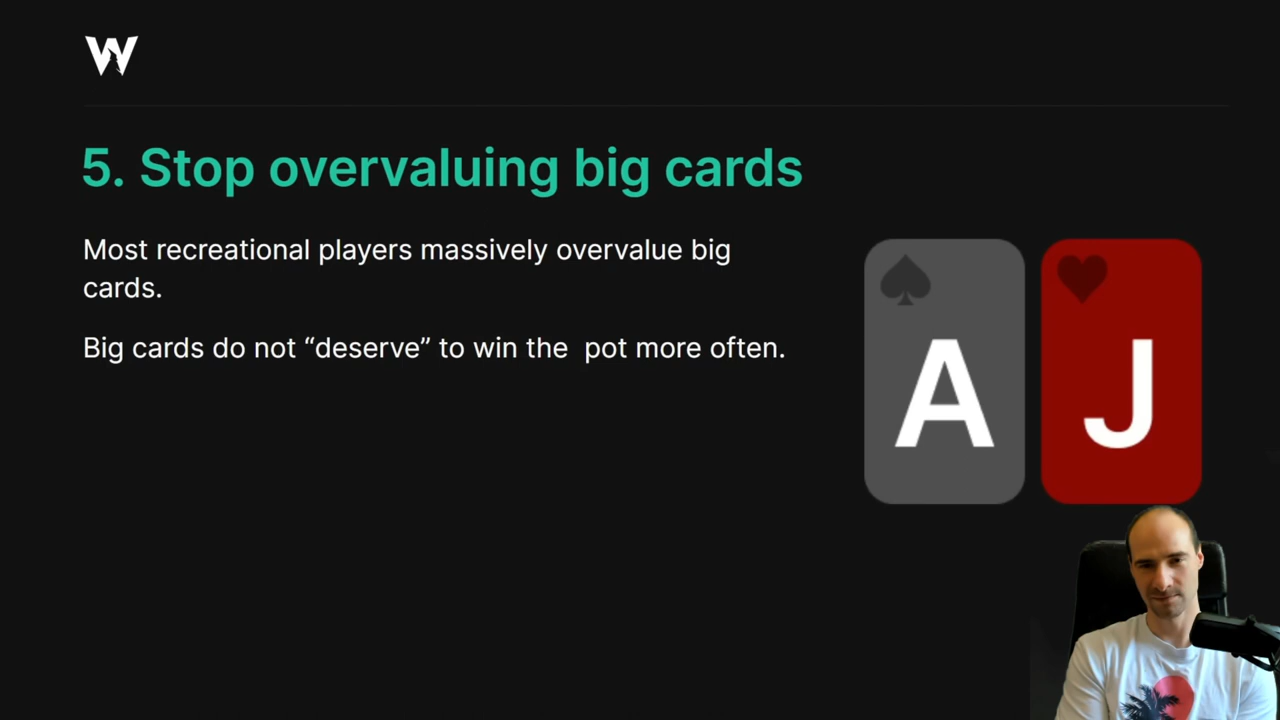 W
5. Stop overvaluing big cards
Most recreational players massively overvalue big
cards.
Big cards do not “deserve” to win the  pot more often.
A J